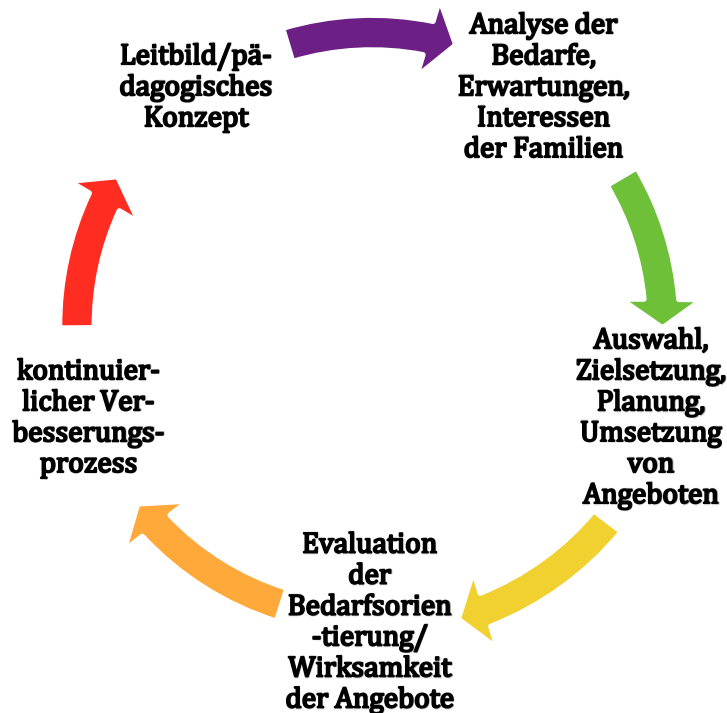 Leitbild/pä-
dagogisches
Konzept
Analyse der
Bedarfe,
Erwartungen,
Interessen
der Familien
Auswahl,
Zielsetzung,
Planung,
Umsetzung
von
Angeboten
Evaluation
der
Bedarfsorien
-tierung/
Wirksamkeit
der Angebote
kontinuier-
licher Ver-
besserungs-
prozess